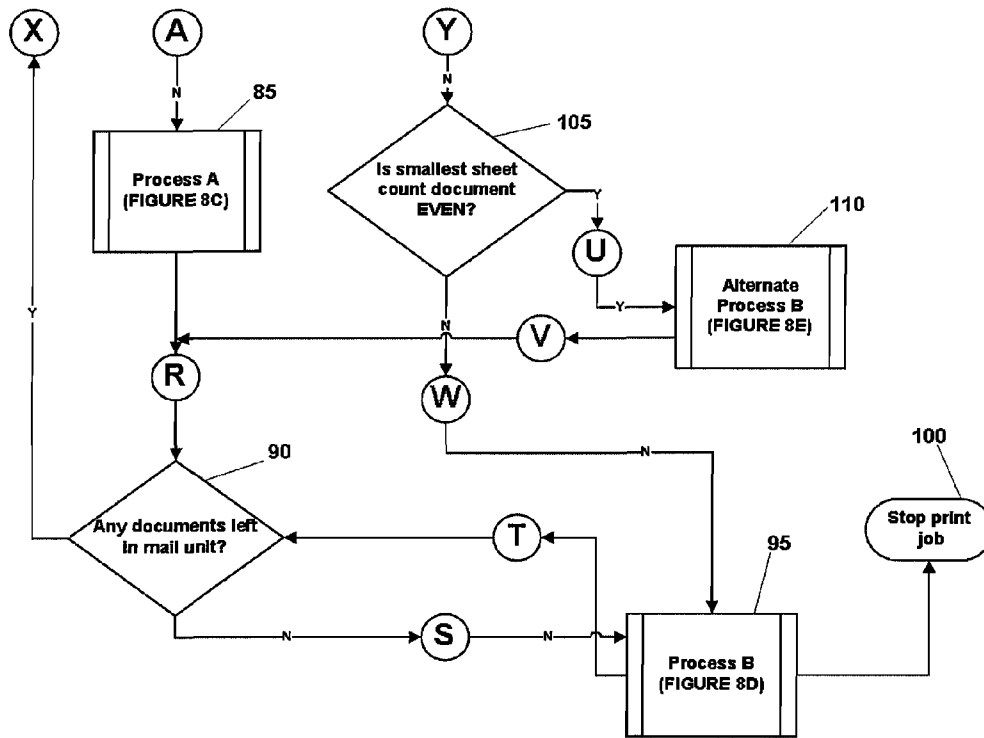 X
A
Y
N
N
85
105
Process A
(FIGURE 8C)
Is smallest sheet
count document
EVEN?
Y
110
U
Alternate
Process B
(FIGURE 8E)
Y
Y
N
V
R
W
100
90
N
Stop print
job
Any documents left
in mail unit?
T
95
N
S
N
Process B
(FIGURE 8D)